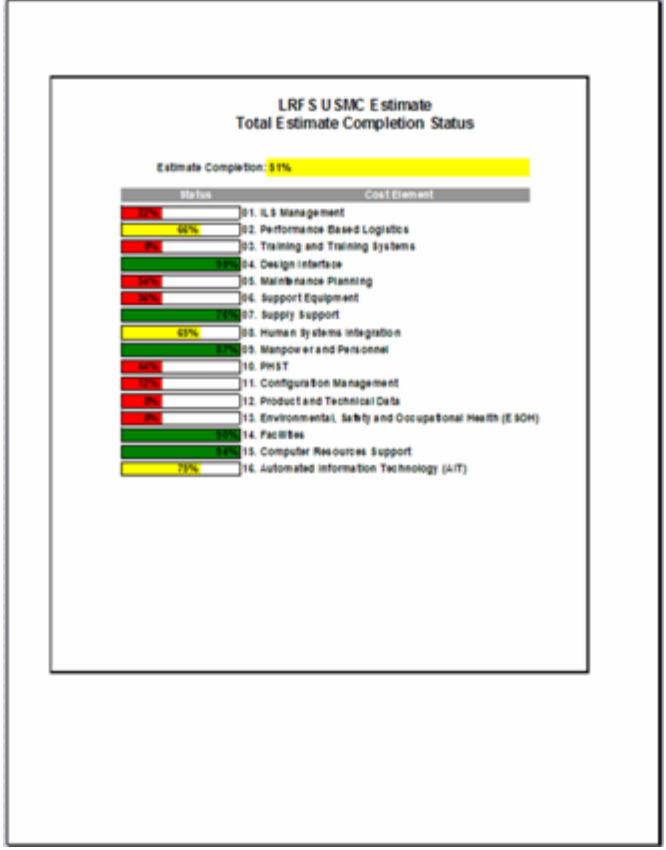 LRFS USMC Estimate
Total Estimate Completion Status
Estimate Completion: 51%
Status Cost Element
01. ILS Management
66% 02. Performance Based Logistics
03. Training and Training Systems
04. Design Interface
05. Maintenance Planning
06. Support Equipment
76% 07. Supply Support
65% 08. Human Systems Integration
09. Manpower and Personnel
10. PHST
11. Configuration Management
12. Product and Technical Data
13. Environmental, Safety and Occupational Health (ESOH)
14. Facilities
15. Computer Resources Support
75% 16. Automated Information Technology (AIT)